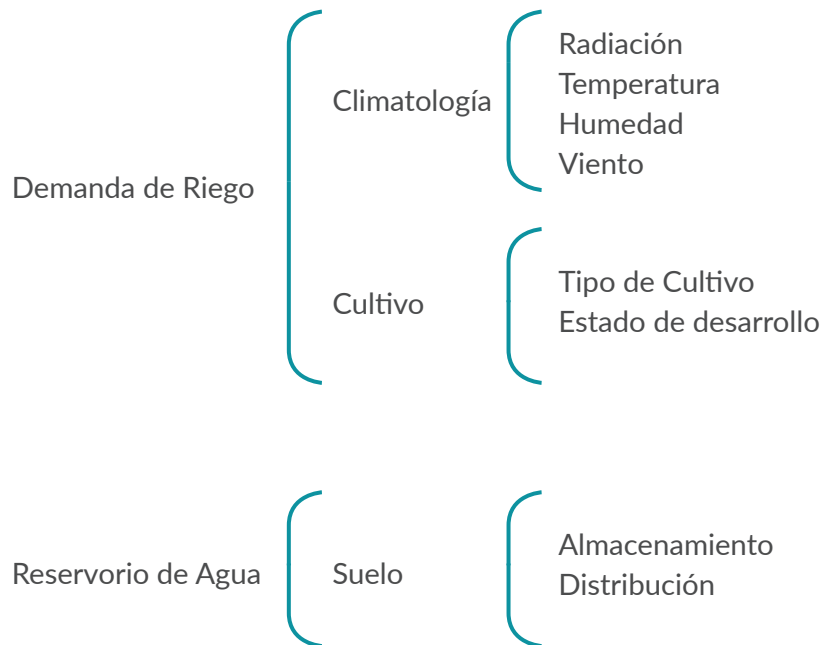 Demanda de Riego
Climatología
Radiación
Temperatura
Humedad
Viento
Cultivo
Tipo de Cultivo
Estado de desarrollo
Reservorio de Agua
Suelo
Almacenamiento
Distribución